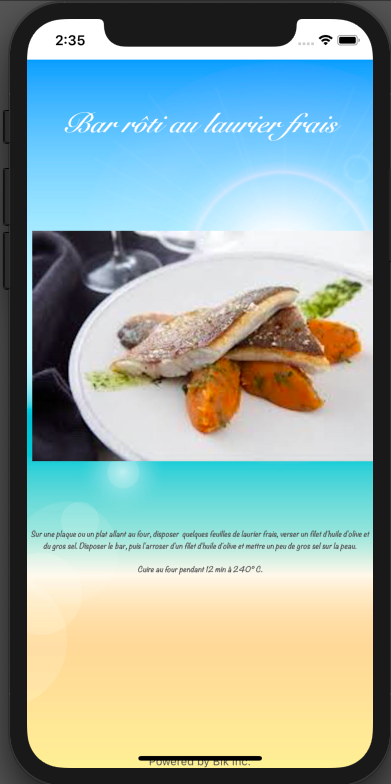 2:35
Bar rôti au laurier frais
Sur une plaque ou un plat allant au four, disposer quelques feuilles de laurier frais, verser un filet d'huile d'olive et
du gros sel. Disposer le bar, puis l'arroser d'un filet d'huile d'olive et mettre un peu de gros sel sur la peau.
Cuire au four pendant 12 min à 240° C.
Powered by Bik Inc.